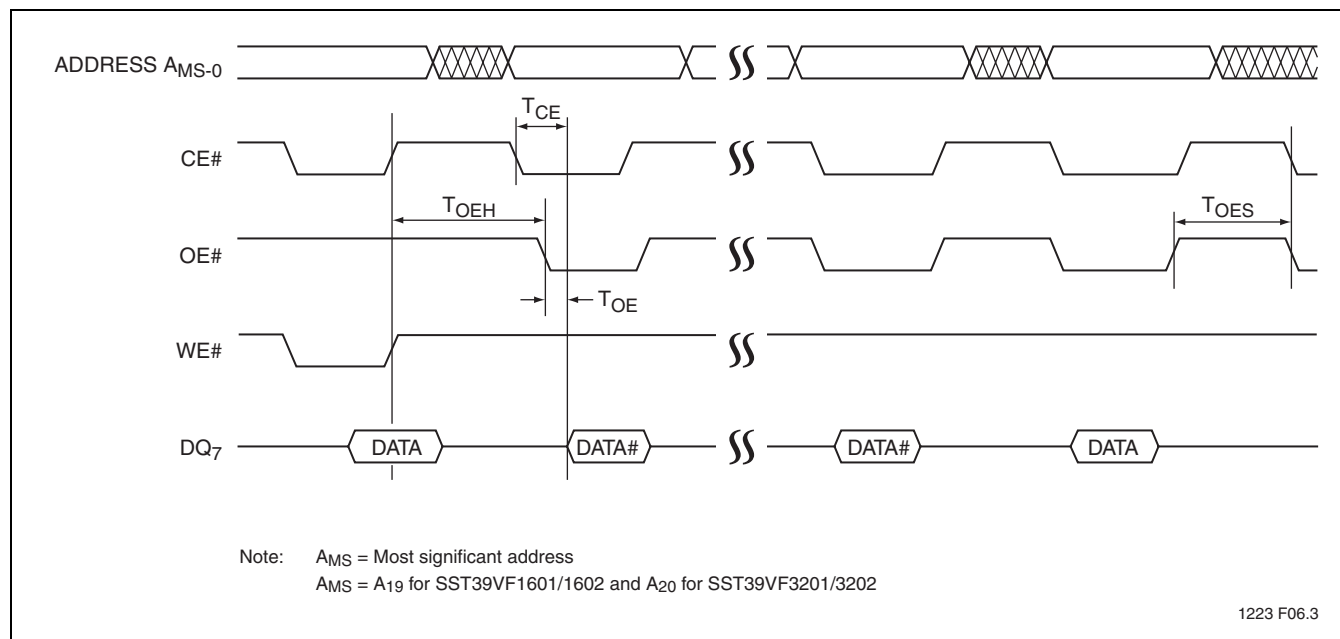 ADDRESS AMS-0
TCE
CE#
TOEH
TOES
OE#
TOE
WE#
DQ7
DATA
DATA#
DATA#
DATA
Note: AMS = Most significant address
AMS = A19 for SST39VF1601/1602 and A20 for SST39VF3201/3202
1223 F06.3